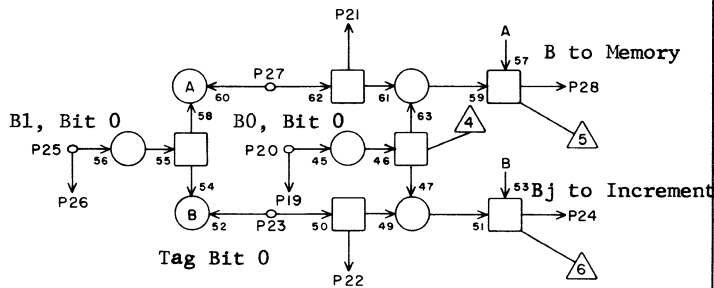 P21
A
B to Memory
A
P27
57
60
62
61
59
P28
58
63
4
5
B1, Bit 0
B0, Bit 0
P25
56
55
P20
45
46
54
47
B
53
Bj to Increment
P26
B
P19
P24
52
P23
50
49
51
Tag Bit 0
6
P22